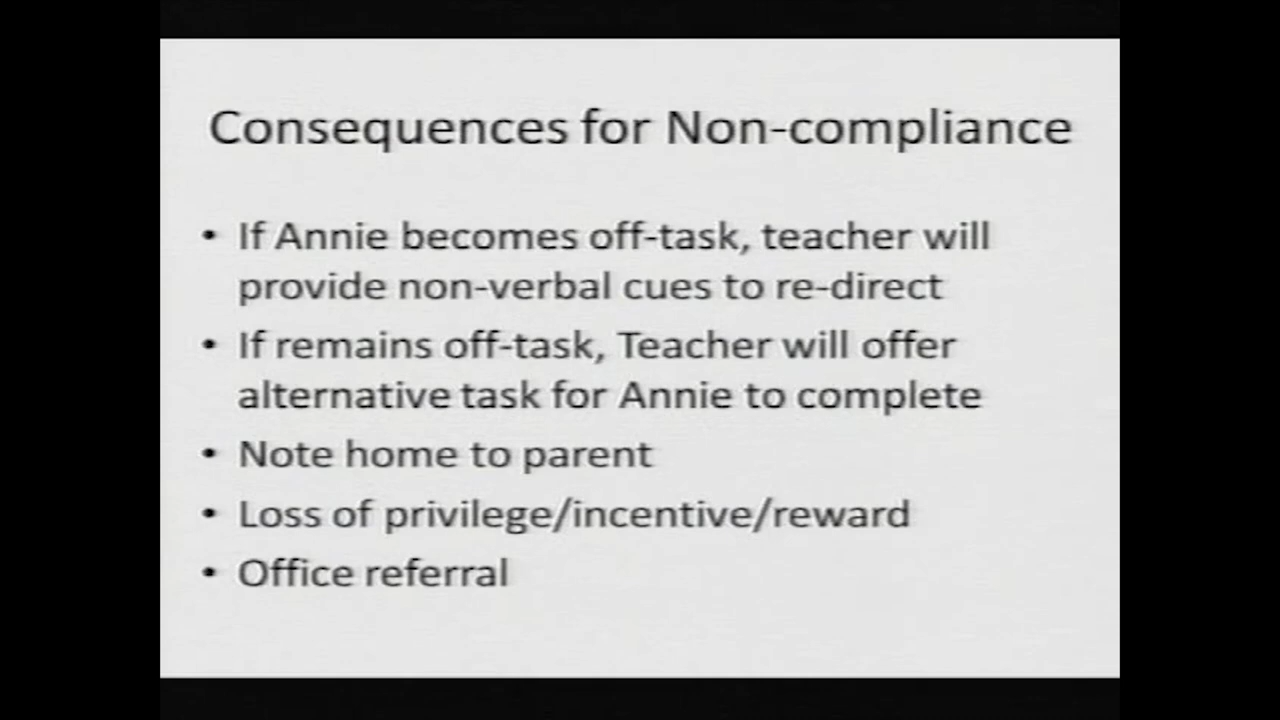 Consequences for Non-compliance
• If Annie becomes off-task, teacher will
provide non-verbal cues to re-direct
• If remains off-task, Teacher will offer
alternative task for Annie to complete
• Note home to parent
• Loss of privilege/incentive/reward
• Office referral